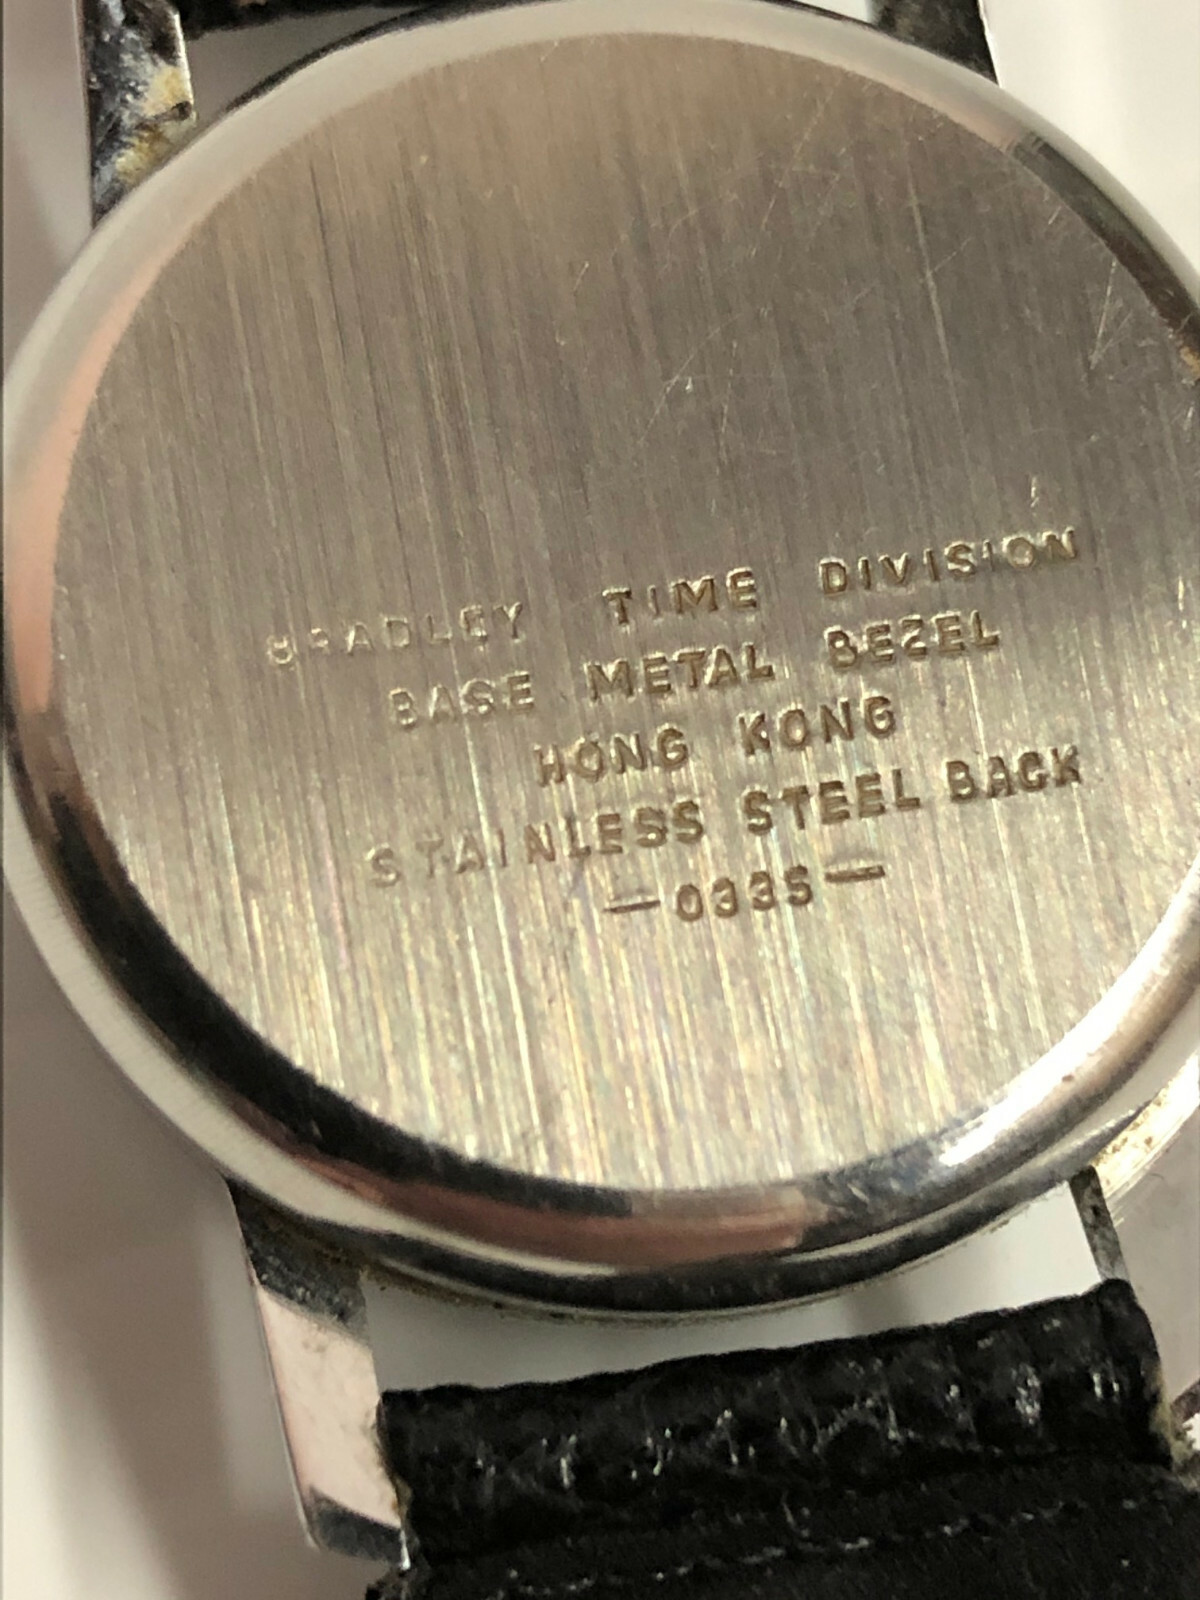 BRADLEY TIME DIVISION
BASE METAL BEZEL
HONG KONG
STAINLESS STEEL BACK
—0335—